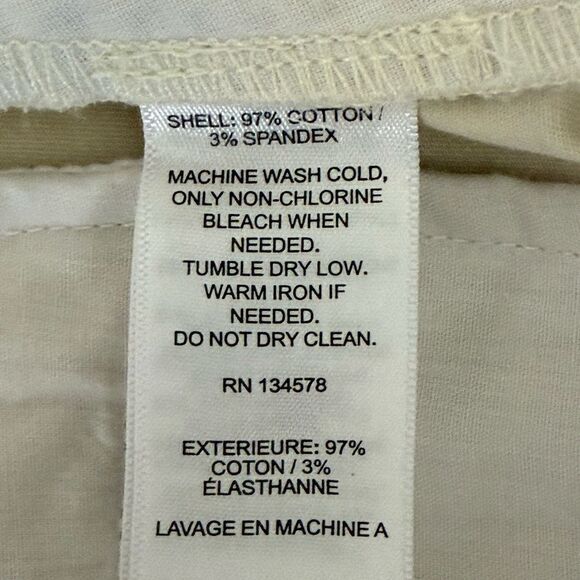 SHELL: 97% COTTON /
3% SPANDEX
MACHINE WASH COLD,
ONLY NON-CHLORINE
BLEACH WHEN
NEEDED.
TUMBLE DRY LOW.
WARM IRON IF
NEEDED.
DO NOT DRY CLEAN.
RN 134578
EXTERIEURE: 97%
COTON / 3%
ÉLASTHANNE
LAVAGE EN MACHINE A